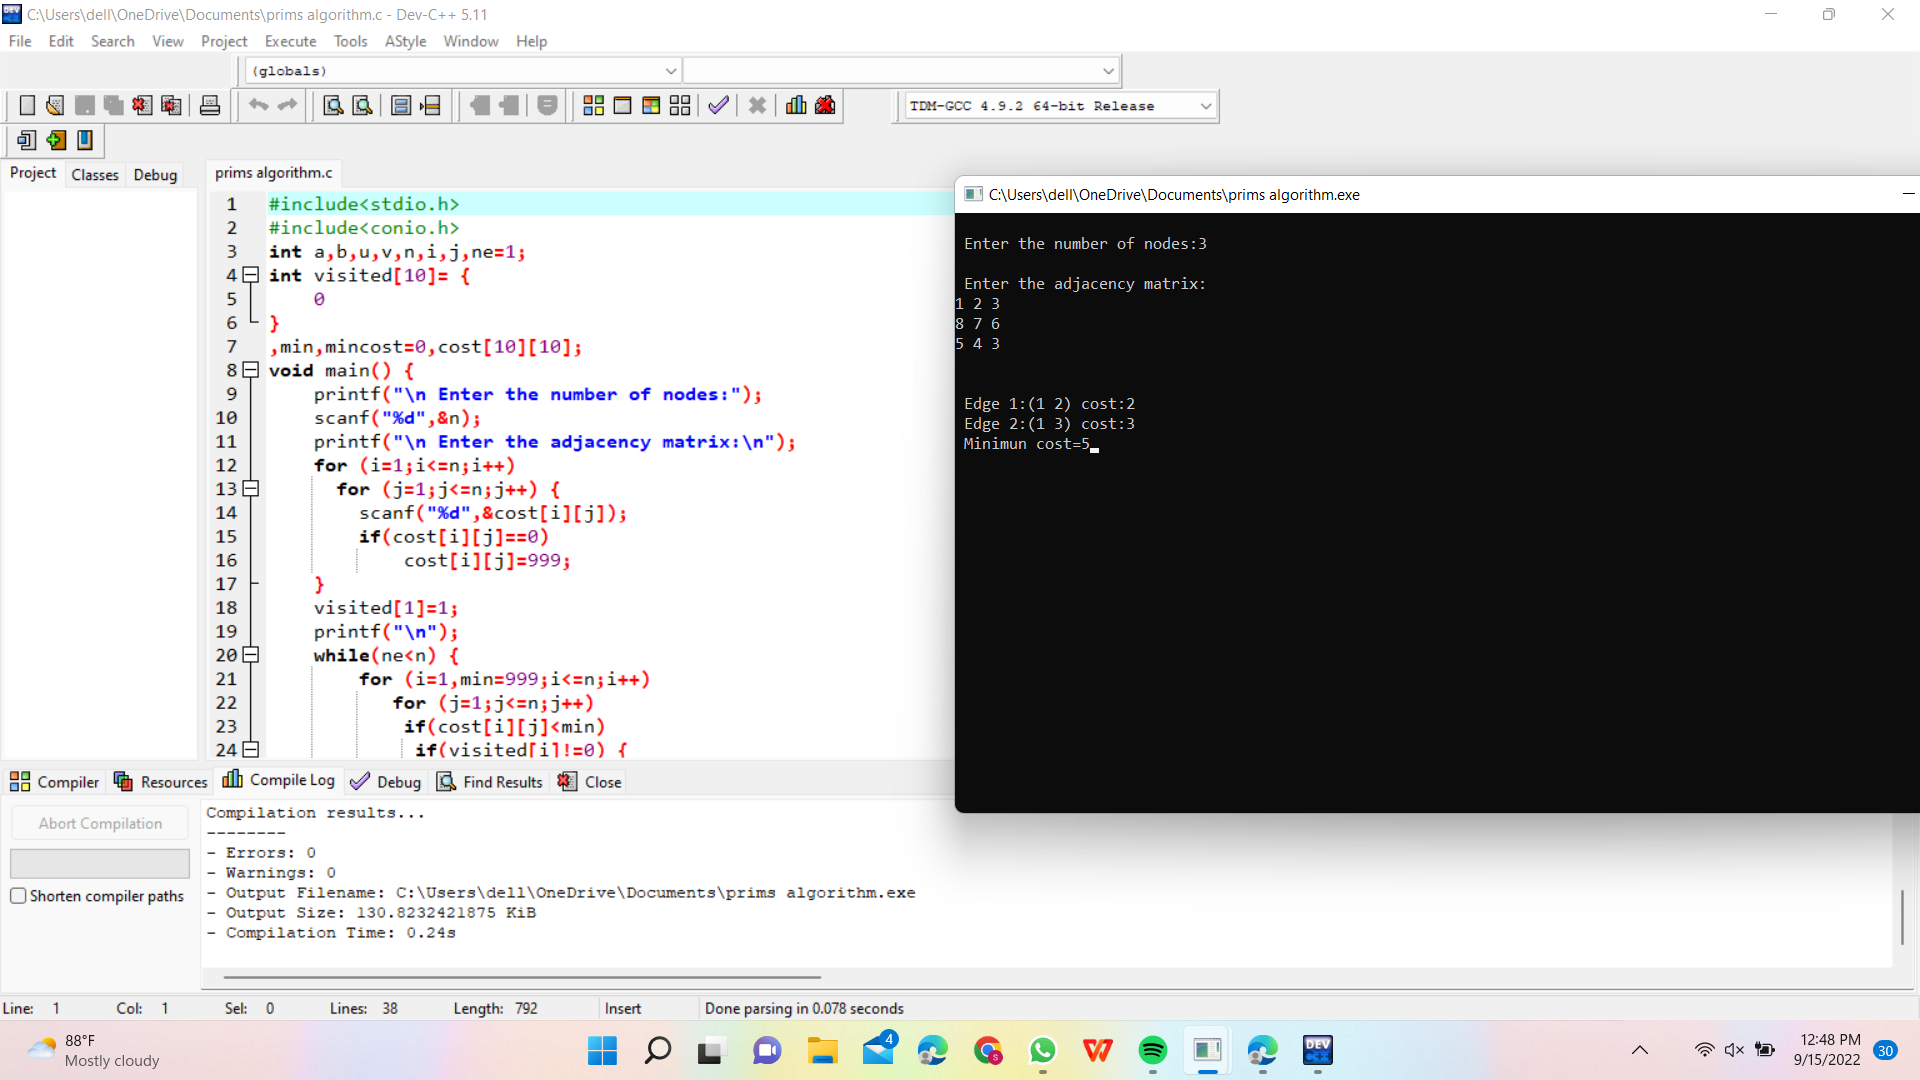 C:\Users\dell\OneDrive\Documents\prims algorithm.c - Dev-C++ 5.11
File Edit Search View Project Execute Tools AStyle Window Help
(globals)
TDM-GCC 4.9.2 64-bit Release
Project Classes Debug
prims algorithm.c
1 #include<stdio.h>
2 #include<conio.h>
3 int a,b,u,v,n,i,j,ne=1;
4 int visited[10]= {
5 0
6 }
7 ,min,mincost=0,cost[10][10];
8 void main() {
9 printf("\n Enter the number of nodes:");
10 scanf("%d",&n);
11 printf("\n Enter the adjacency matrix:\n");
12 for (i=1;i<=n;i++)
13 for (j=1;j<=n;j++) {
14 scanf("%d",&cost[i][j]);
15 if(cost[i][j]==0)
16 cost[i][j]=999;
17 }
18 visited[1]=1;
19 printf("\n");
20 while(ne<n) {
21 for (i=1,min=999;i<=n;i++)
22 for (j=1;j<=n;j++)
23 if(cost[i][j]<min)
24 if(visited[i]!=0) {
C:\Users\dell\OneDrive\Documents\prims algorithm.exe
Enter the number of nodes:3
Enter the adjacency matrix:
1 2 3
8 7 6
5 4 3
Edge 1:(1 2) cost:2
Edge 2:(1 3) cost:3
Minimun cost=5
Compiler Resources Compile Log Debug Find Results Close
Abort Compilation
Shorten compiler paths
Compilation results...
--------
- Errors: 0
- Warnings: 0
- Output Filename: C:\Users\dell\OneDrive\Documents\prims algorithm.exe
- Output Size: 130.8232421875 KiB
- Compilation Time: 0.24s
Line: 1 Col: 1 Sel: 0 Lines: 38 Length: 792 Insert Done parsing in 0.078 seconds
88°F
Mostly cloudy
4
S
W
DEV
C++
12:48 PM
9/15/2022
30